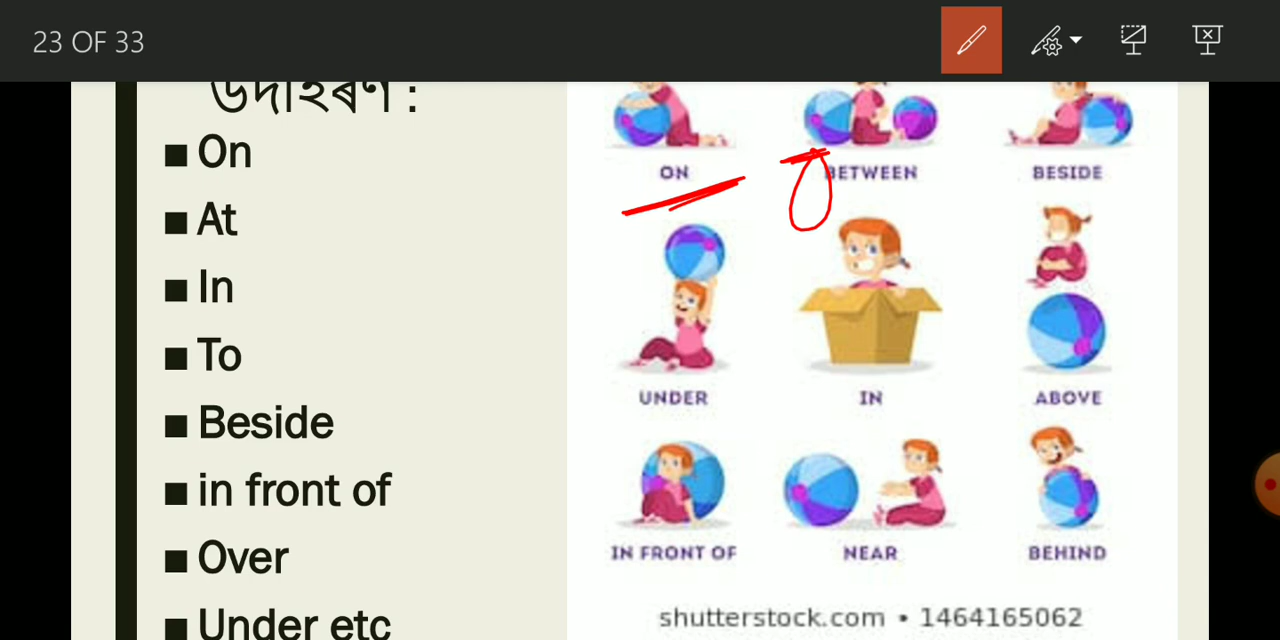 23 OF 33
উদাহৰণ :
On
At
In
To
Beside
in front of
Over
Under etc
ON BETWEEN BESIDE
UNDER IN ABOVE
IN FRONT OF NEAR BEHIND
shutterstock.com • 1464165062